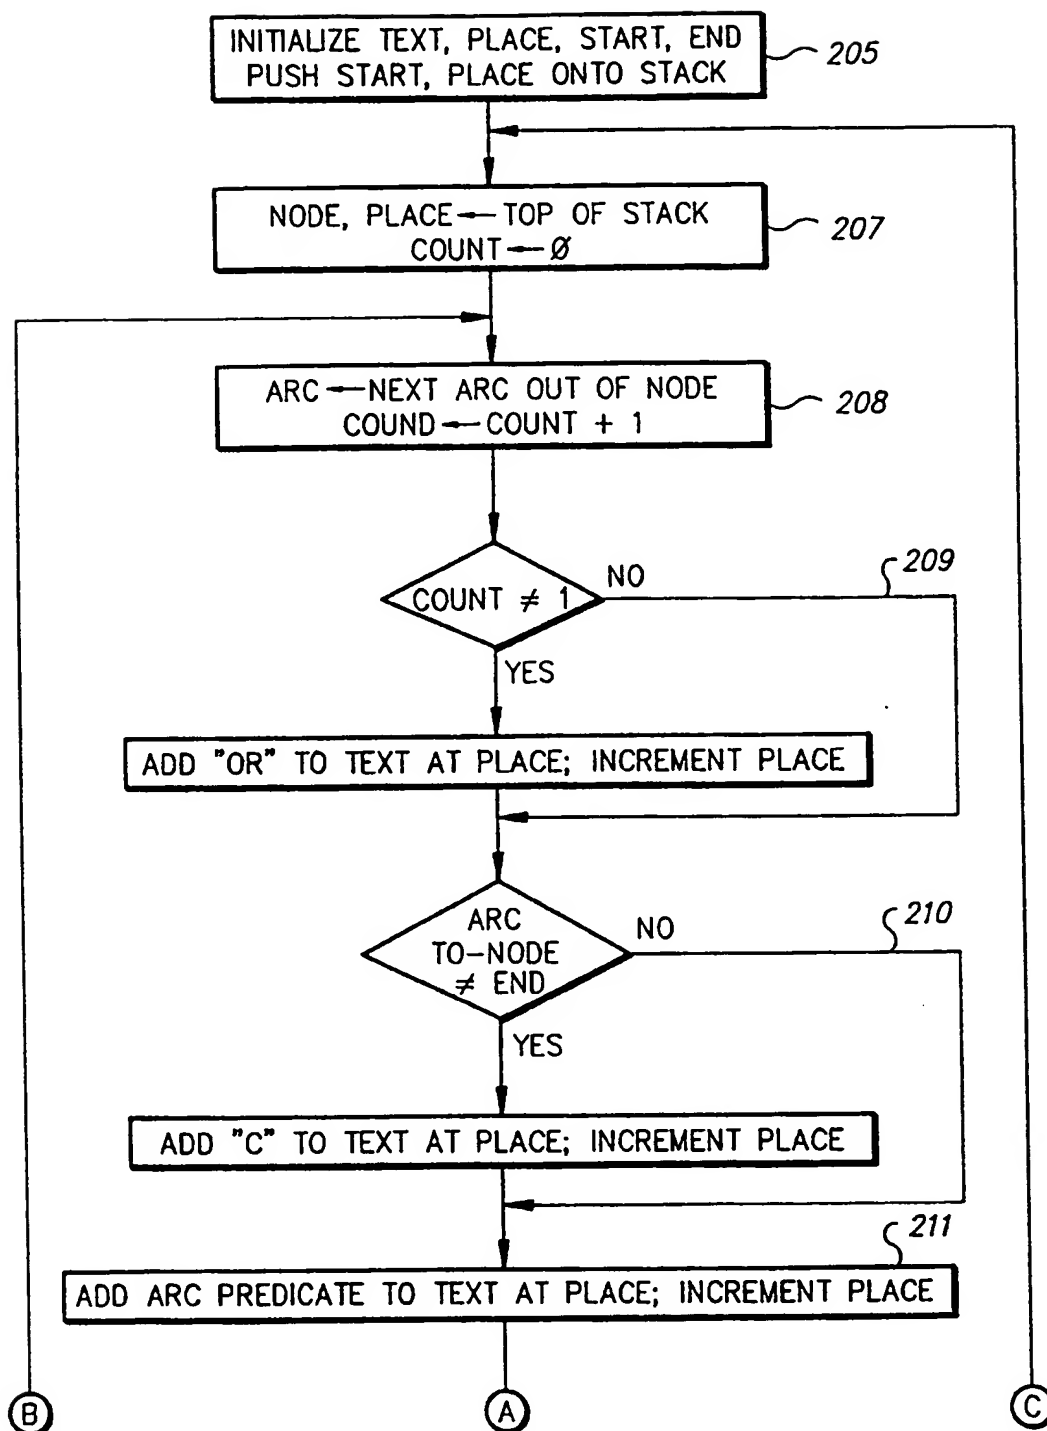 INITIALIZE TEXT, PLACE, START, END
PUSH START, PLACE ONTO STACK
205
NODE, PLACE←TOP OF STACK
COUNT←Ø
207
ARC←NEXT ARC OUT OF NODE
COUND←COUNT + 1
208
COUNT ≠ 1
NO
209
YES
ADD "OR" TO TEXT AT PLACE; INCREMENT PLACE
ARC
TO-NODE
≠ END
NO
210
YES
ADD "C" TO TEXT AT PLACE; INCREMENT PLACE
211
ADD ARC PREDICATE TO TEXT AT PLACE; INCREMENT PLACE
B
A
C